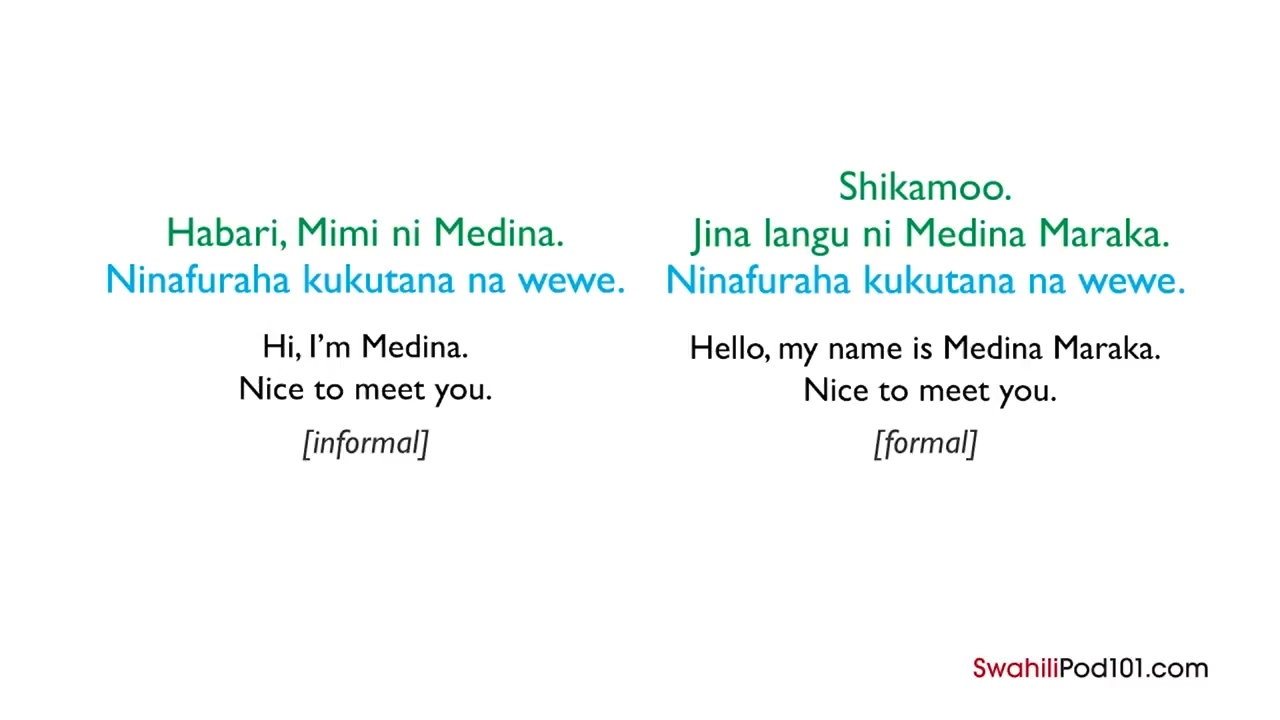 Habari, Mimi ni Medina.
Ninafuraha kukutana na wewe.
Hi, I'm Medina.
Nice to meet you.
[informal]
Shikamoo.
Jina langu ni Medina Maraka.
Ninafuraha kukutana na wewe.
Hello, my name is Medina Maraka.
Nice to meet you.
[formal]
SwahiliPod101.com